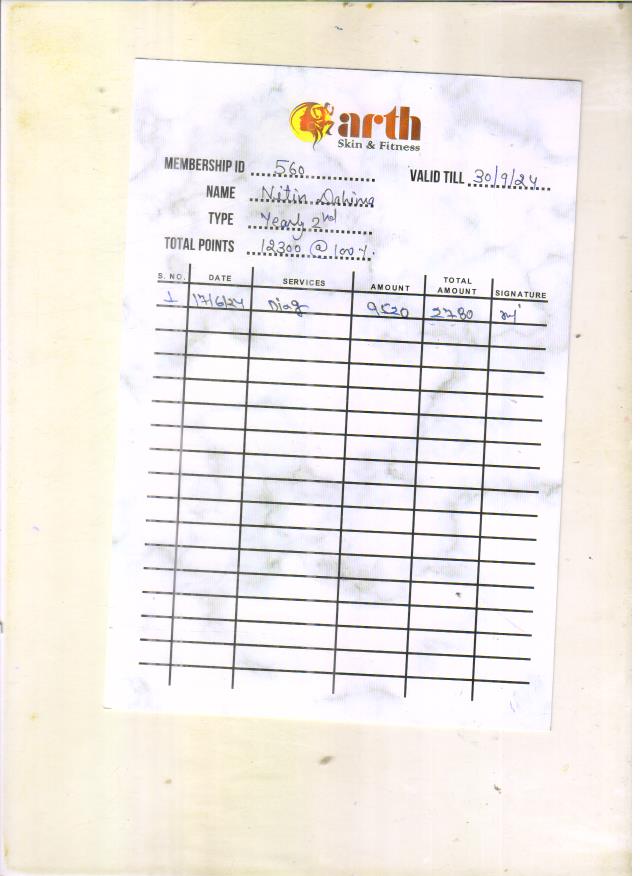 arth
Skin & Fitness
MEMBERSHIP ID 560
VALID TILL 30/9/24
NAME Nitin
TYPE Yearly 2nd
TOTAL POINTS 12300 @ 100%.
S. NO. DATE SERVICES AMOUNT TOTAL AMOUNT SIGNATURE
1 17/6/24 Diag 9520 2780